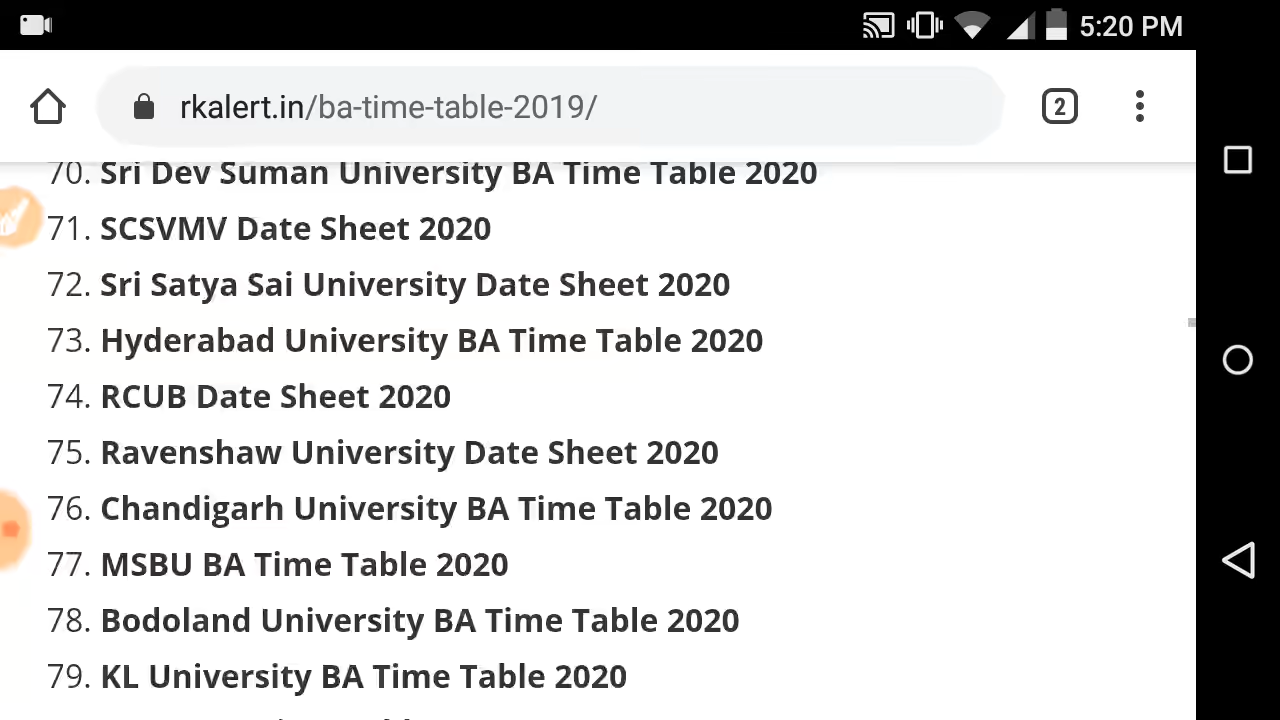 5:20 PM
rkalert.in/ba-time-table-2019/
2
70. Sri Dev Suman University BA Time Table 2020
71. SCSVMV Date Sheet 2020
72. Sri Satya Sai University Date Sheet 2020
73. Hyderabad University BA Time Table 2020
74. RCUB Date Sheet 2020
75. Ravenshaw University Date Sheet 2020
76. Chandigarh University BA Time Table 2020
77. MSBU BA Time Table 2020
78. Bodoland University BA Time Table 2020
79. KL University BA Time Table 2020